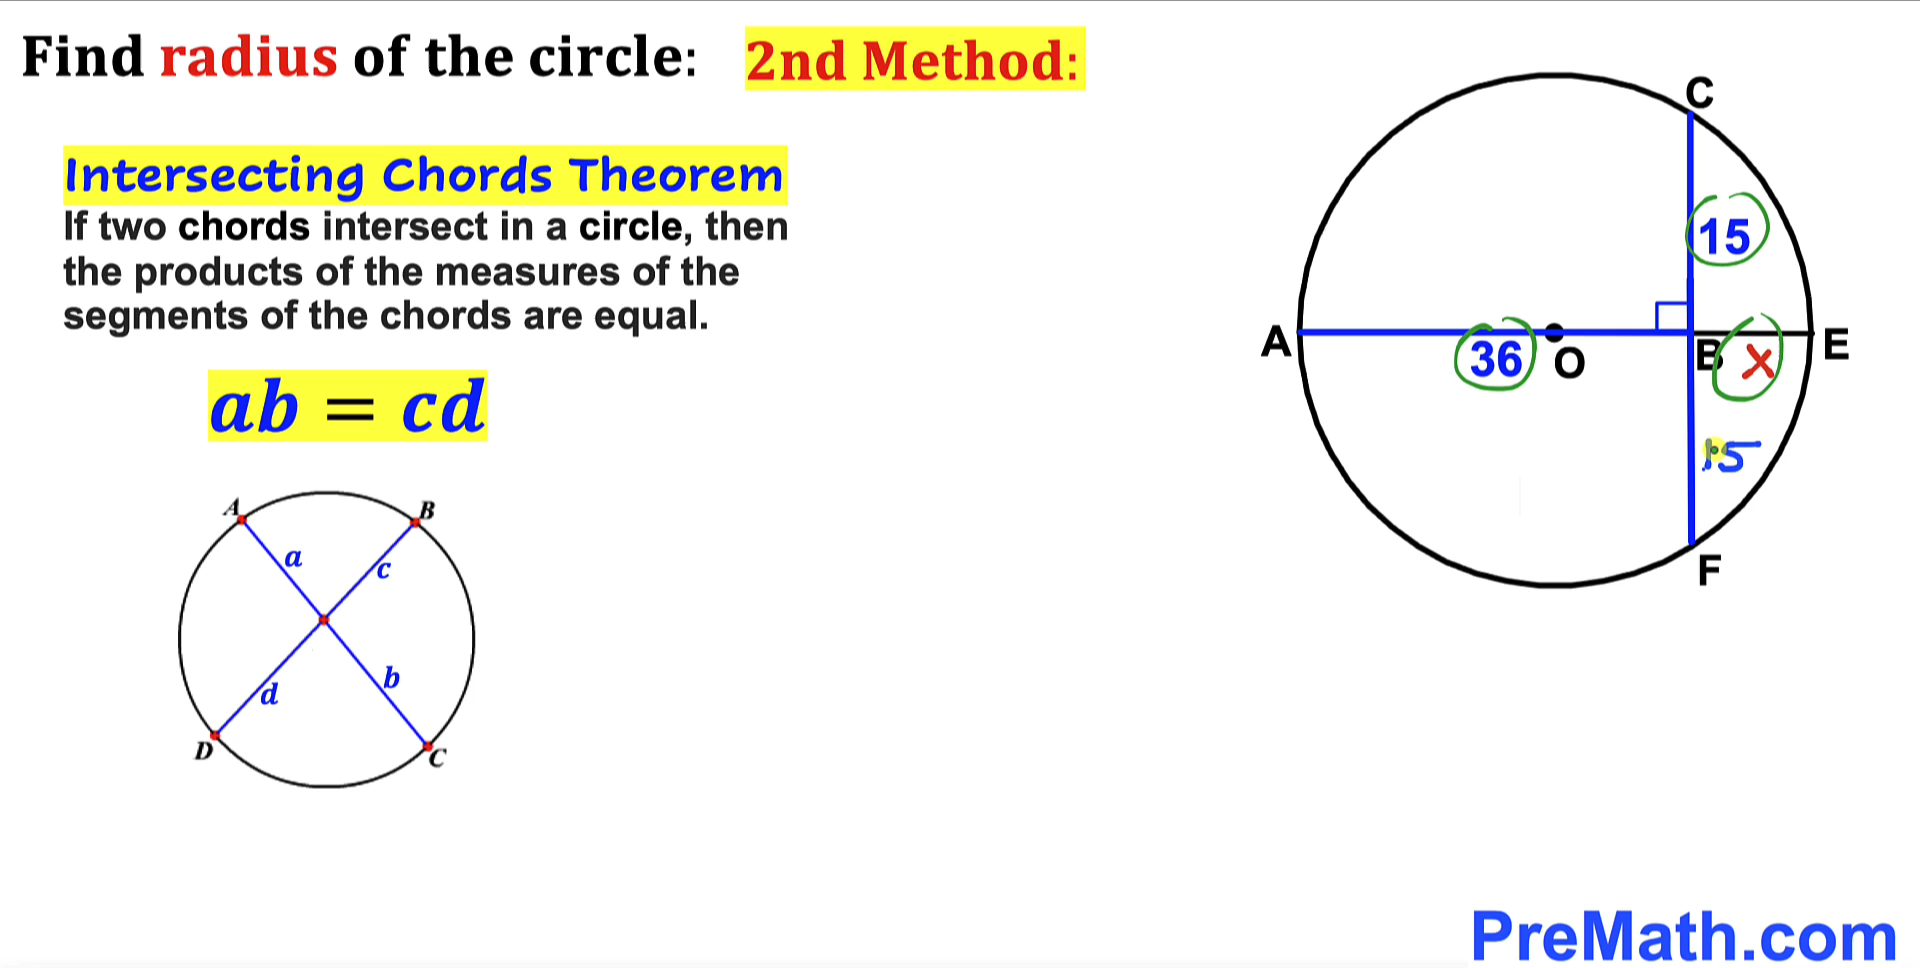 Find radius of the circle: 2nd Method:
Intersecting Chords Theorem
If two chords intersect in a circle, then
the products of the measures of the
segments of the chords are equal.
ab = cd
A
B
a
c
d
b
D
C
C
15
A
36
O
B
X
E
15
F
PreMath.com